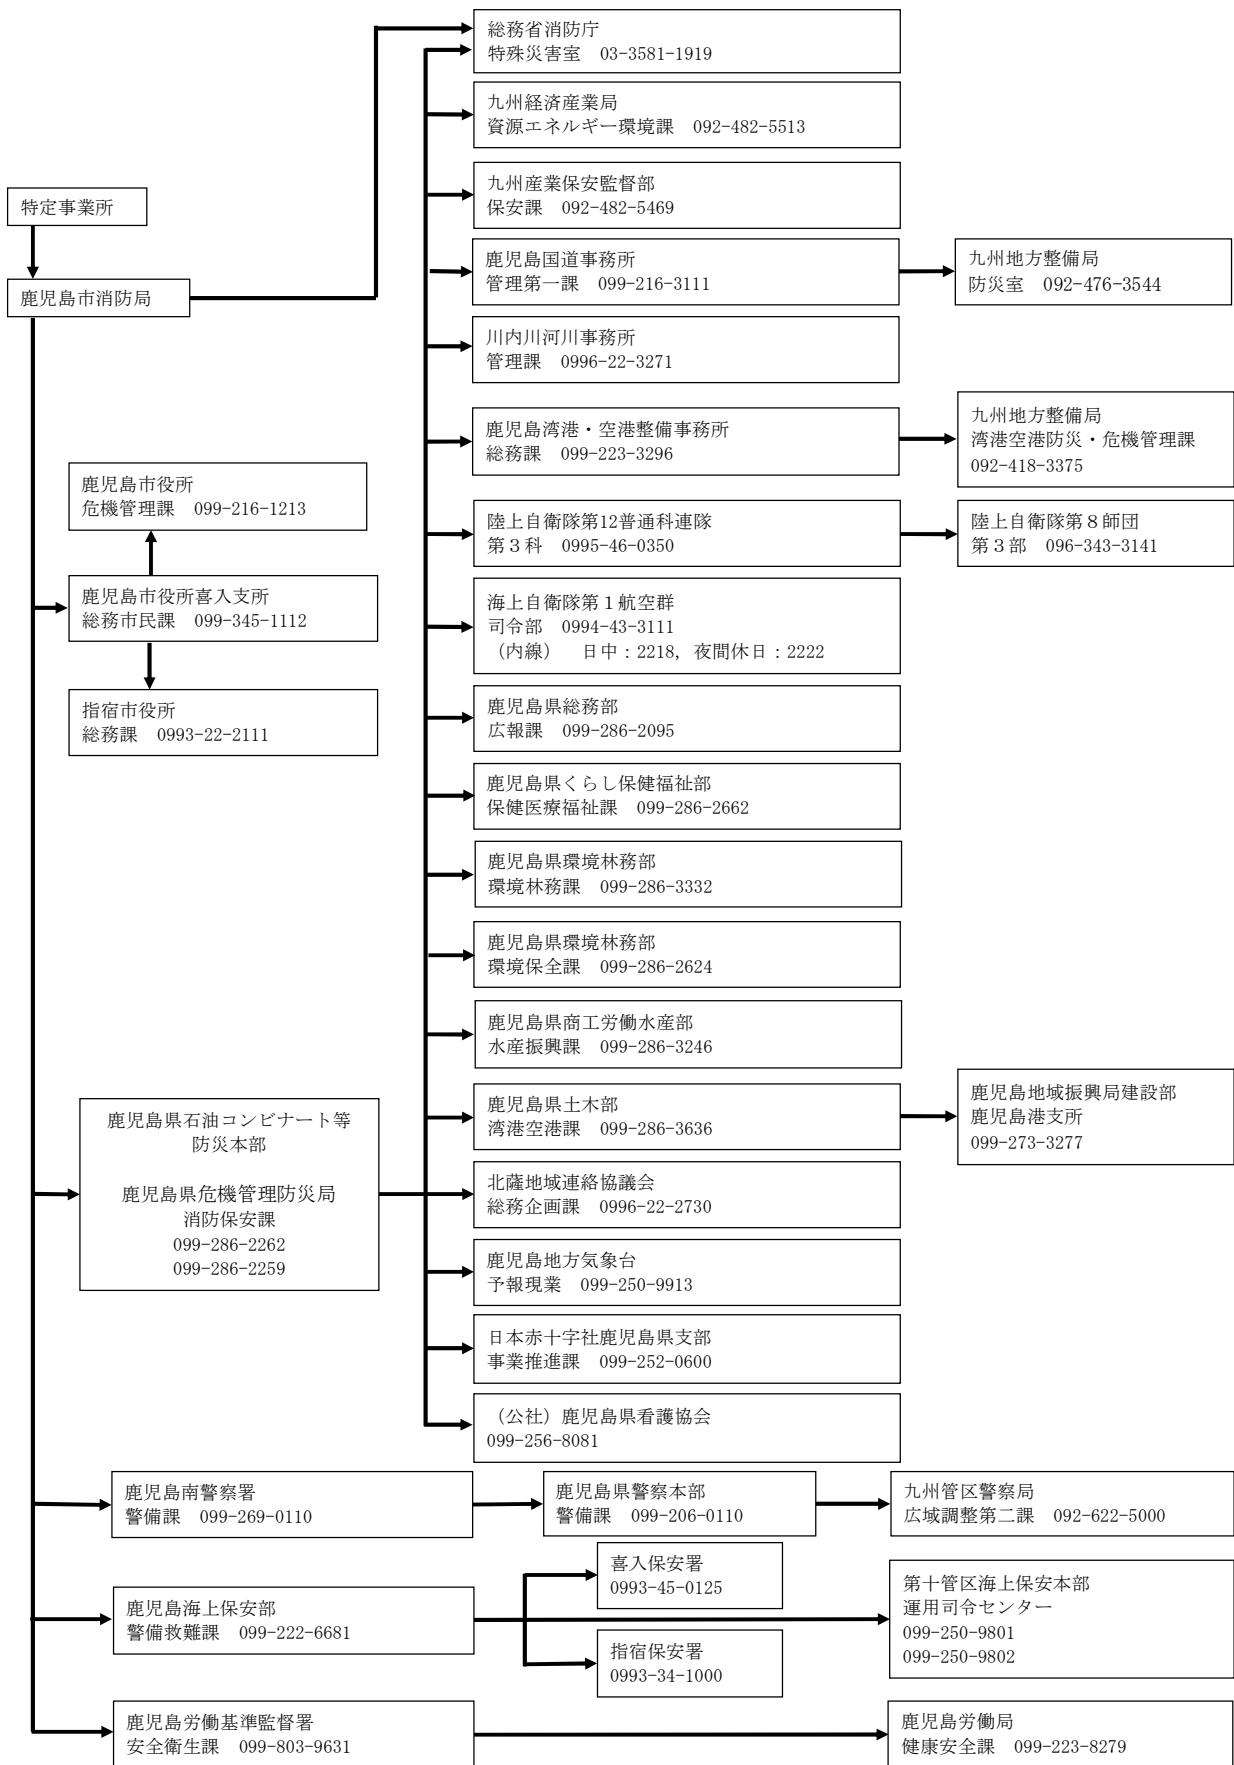 総務省消防庁
特殊災害室　03-3581-1919
九州経済産業局
資源エネルギー環境課　092-482-5513
九州産業保安監督部
保安課　092-482-5469
特定事業所
鹿児島市消防局
鹿児島国道事務所
管理第一課　099-216-3111
九州地方整備局
防災室　092-476-3544
川内川河川事務所
管理課　0996-22-3271
鹿児島湾港・空港整備事務所
総務課　099-223-3296
九州地方整備局
湾港空港防災・危機管理課
092-418-3375
鹿児島市役所
危機管理課　099-216-1213
陸上自衛隊第12普通科連隊
第３科　0995-46-0350
陸上自衛隊第８師団
第３部　096-343-3141
鹿児島市役所喜入支所
総務市民課　099-345-1112
海上自衛隊第１航空群
司令部　0994-43-3111
（内線）　日中：2218，夜間休日：2222
指宿市役所
総務課　0993-22-2111
鹿児島県総務部
広報課　099-286-2095
鹿児島県くらし保健福祉部
保健医療福祉課　099-286-2662
鹿児島県環境林務部
環境林務課　099-286-3332
鹿児島県環境林務部
環境保全課　099-286-2624
鹿児島県商工労働水産部
水産振興課　099-286-3246
鹿児島県土木部
湾港空港課　099-286-3636
鹿児島地域振興局建設部
鹿児島港支所
099-273-3277
鹿児島県石油コンビナート等
防災本部
鹿児島県危機管理防災局
消防保安課
099-286-2262
099-286-2259
北薩地域連絡協議会
総務企画課　0996-22-2730
鹿児島地方気象台
予報現業　099-250-9913
日本赤十字社鹿児島県支部
事業推進課　099-252-0600
（公社）鹿児島県看護協会
099-256-8081
鹿児島南警察署
警備課　099-269-0110
鹿児島県警察本部
警備課　099-206-0110
九州管区警察局
広域調整第二課　092-622-5000
鹿児島海上保安部
警備救難課　099-222-6681
喜入保安署
0993-45-0125
指宿保安署
0993-34-1000
第十管区海上保安本部
運用司令センター
099-250-9801
099-250-9802
鹿児島労働基準監督署
安全衛生課　099-803-9631
鹿児島労働局
健康安全課　099-223-8279